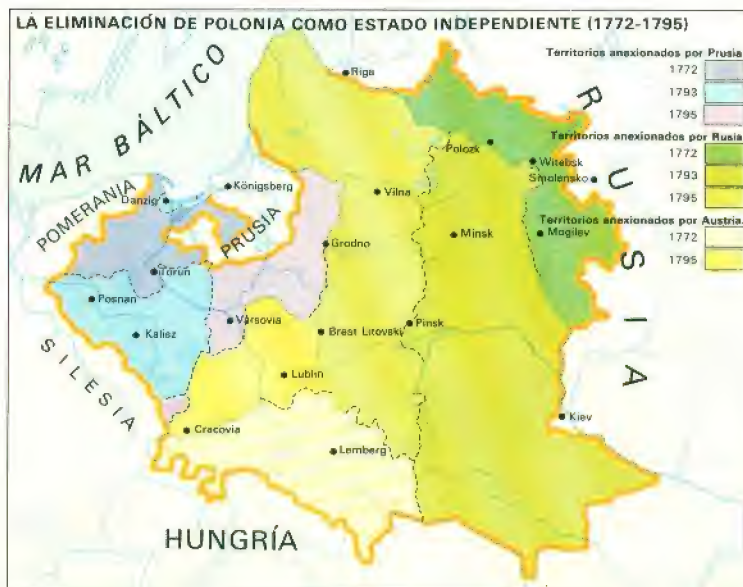 LA ELIMINACIÓN DE POLONIA COMO ESTADO INDEPENDIENTE (1772-1795)
Territorios anexionados por Prusia
1772
1793
1795
Territorios anexionados por Rusia
1772
1793
1795
Territorios anexionados por Austria
1772
1795
MAR BÁLTICO
RUSIA
POMERANIA
PRUSIA
SILESIA
HUNGRÍA
Riga
Polozk
Witebsk
Smolensko
Königsberg
Danzig
Vilna
Minsk
Mogilev
Grodno
Torun
Posnan
Kalisz
Varsovia
Brest Litovsk
Pinsk
Lublin
Kiev
Cracovia
Lemberg